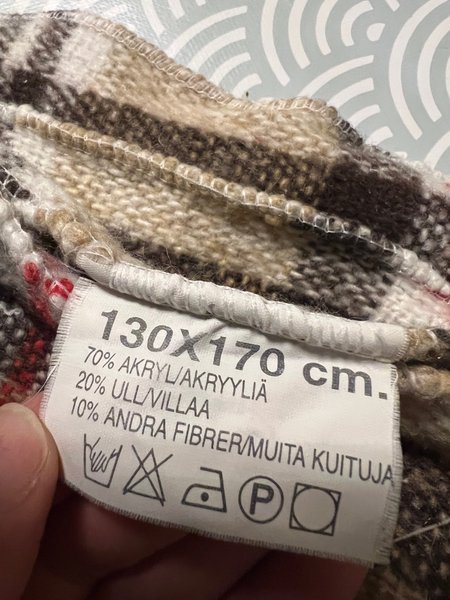 130X170 cm.
70% AKRYL/AKRYYLIÄ
20% ULL/VILLAA
10% ANDRA FIBRER/MUITA KUITUJA
P